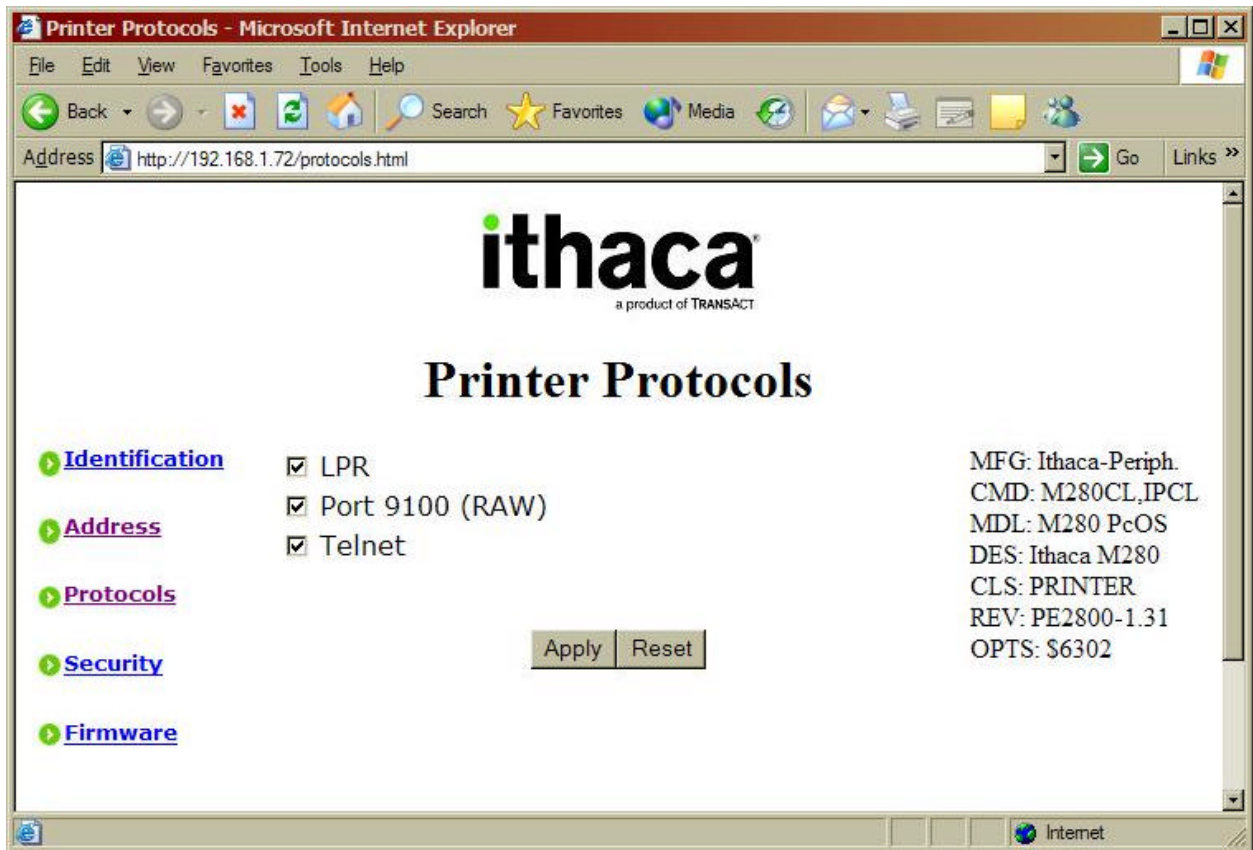 Printer Protocols - Microsoft Internet Explorer
File Edit View Favorites Tools Help
Back Search Favorites Media
Address http://192.168.1.72/protocols.html Go Links »
ithaca®
a product of TRANSACT
Printer Protocols
Identification
Address
Protocols
Security
Firmware
LPR
Port 9100 (RAW)
Telnet
Apply Reset
MFG: Ithaca-Periph.
CMD: M280CL,IPCL
MDL: M280 PcOS
DES: Ithaca M280
CLS: PRINTER
REV: PE2800-1.31
OPTS: $6302
Internet